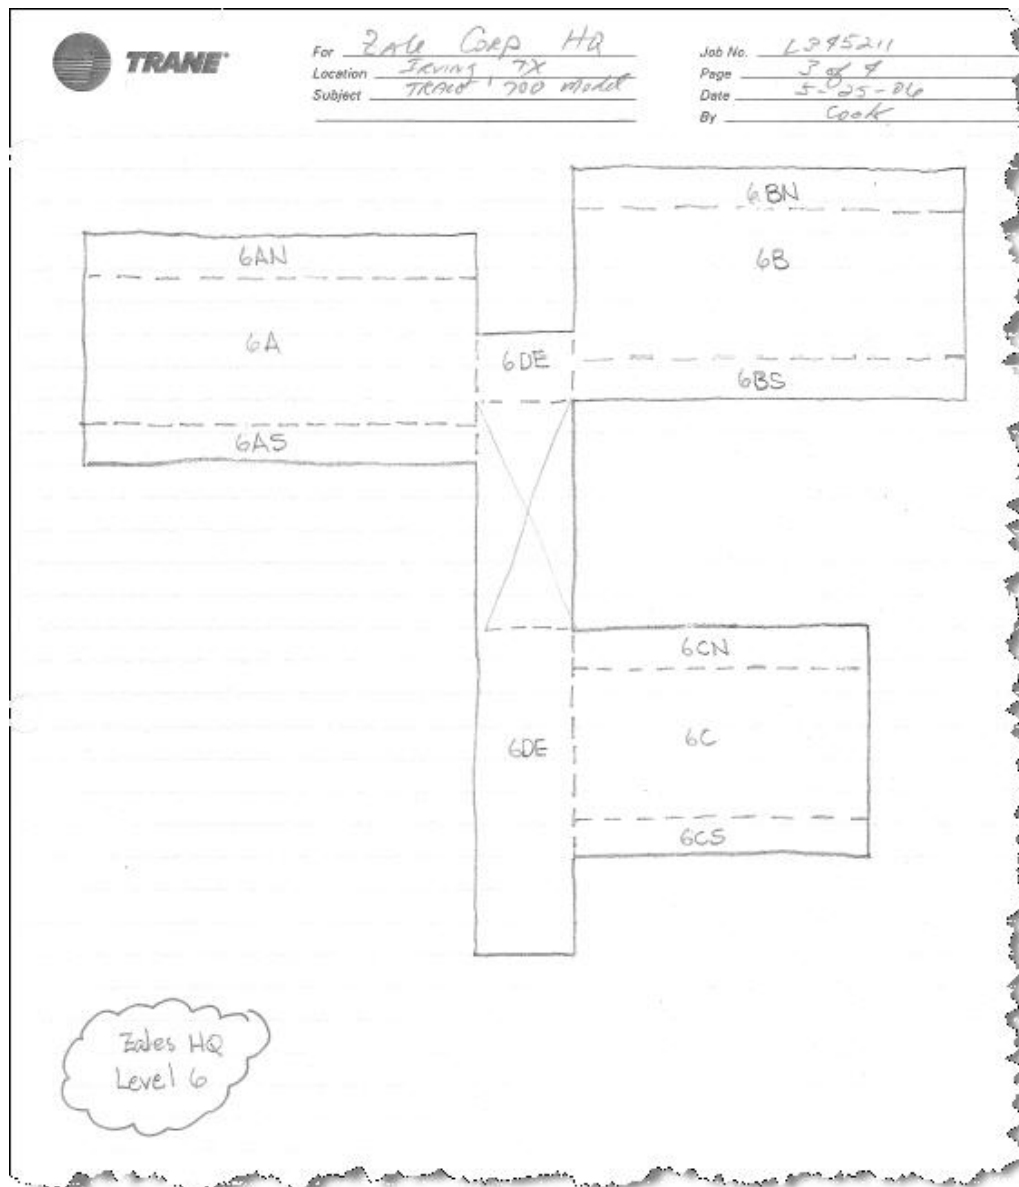 TRANE®
For Zale Corp HQ
Location Irving, TX
Subject TRACE 700 Model
Job No. L345211
Page 3 of 4
Date 5-25-06
By Cook
6BN
6AN
6B
6A
6DE
6BS
6AS
6CN
6DE
6C
6CS
Zales HQ
Level 6